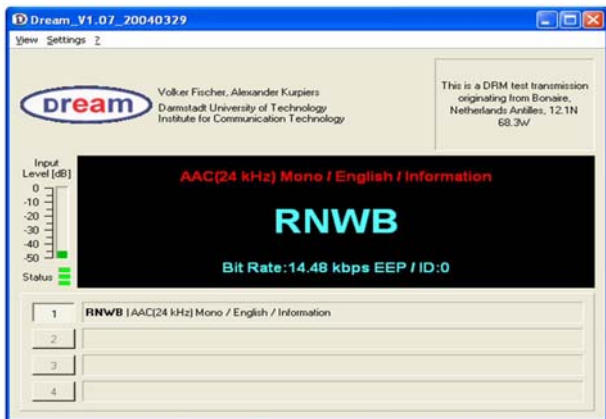 Dream_V1.07_20040329
View Settings ?
Dream
Volker Fischer, Alexander Kurpiers
Darmstadt University of Technology
Institute for Communication Technology
This is a DRM test transmission
originating from Bonaire,
Netherlands Antilles, 12.1N
68.3W
Input
Level [dB]
0
-10
-20
-30
-40
-50
Status
AAC(24 kHz) Mono / English / Information
RNWB
Bit Rate:14.48 kbps EEP / ID:0
1 RNWB | AAC(24 kHz) Mono / English / Information
2
3
4